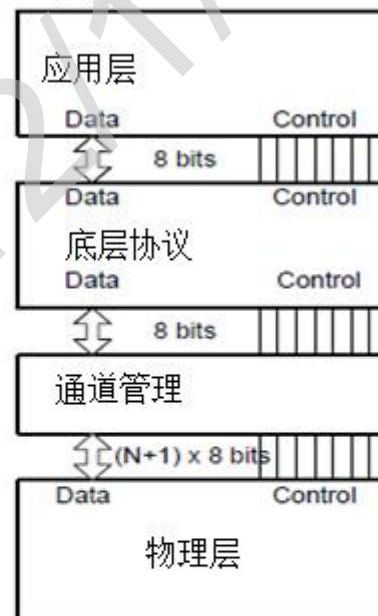 应用层
Data Control
8 bits
Data Control
底层协议
Data Control
8 bits
通道管理
(N+1) x 8 bits
Data Control
物理层